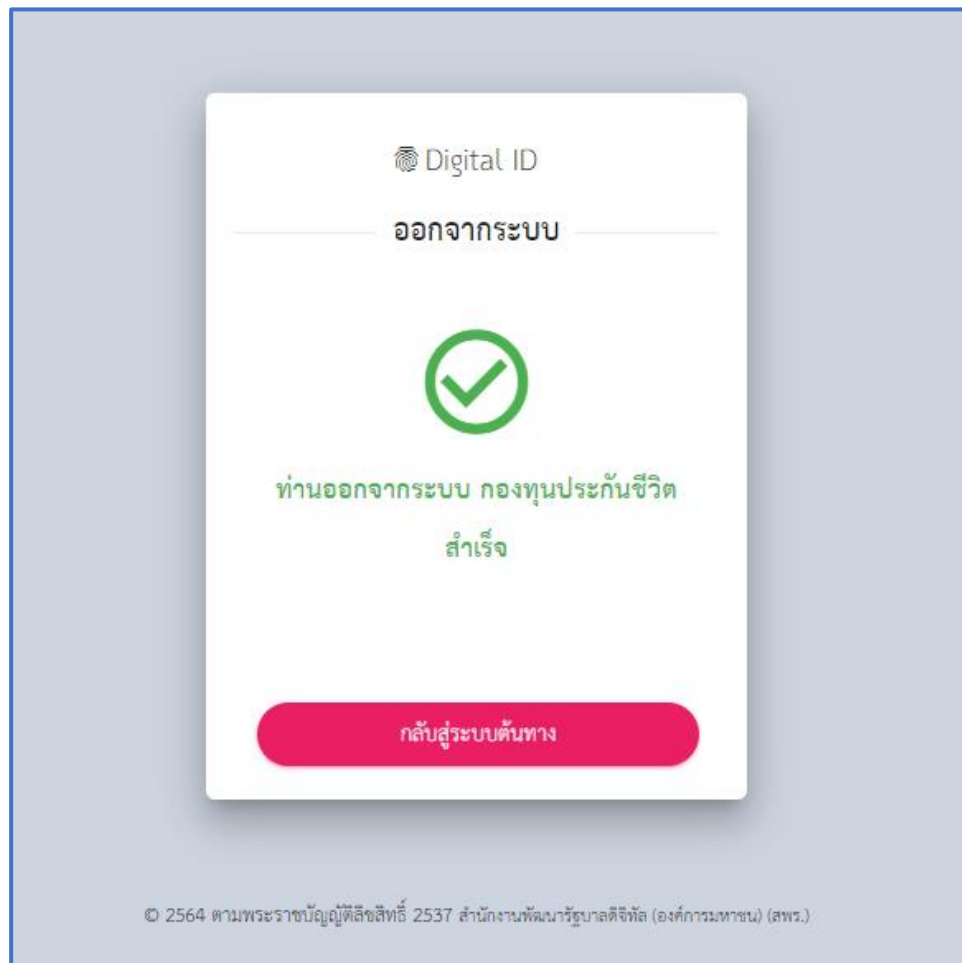 Digital ID
ออกจากระบบ
ท่านออกจากระบบ กองทุนประกันชีวิต
สำเร็จ
กลับสู่ระบบต้นทาง
© 2564 ตามพระราชบัญญัติลิขสิทธิ์ 2537 สำนักงานพัฒนารัฐบาลดิจิทัล (องค์การมหาชน) (สพร.)